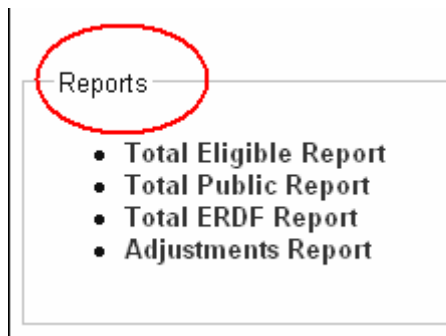 Reports
Total Eligible Report
Total Public Report
Total ERDF Report
Adjustments Report